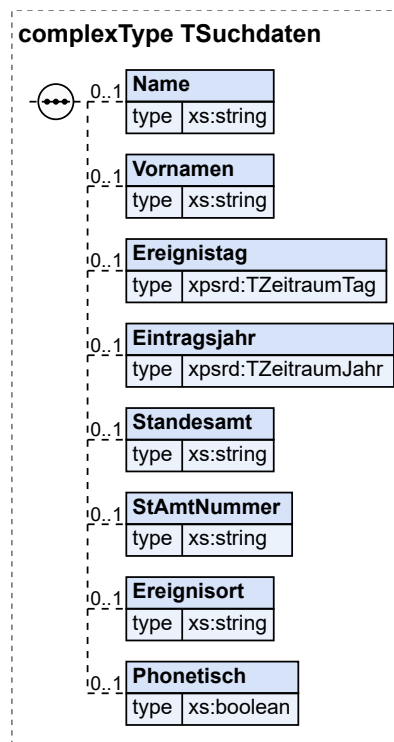 complexType TSuchdaten
0..1 Name
type xs:string
0..1 Vornamen
type xs:string
0..1 Ereignistag
type xpsrd:TZeitraumTag
0..1 Eintragsjahr
type xpsrd:TZeitraumJahr
0..1 Standesamt
type xs:string
0..1 StAmtNummer
type xs:string
0..1 Ereignisort
type xs:string
0..1 Phonetisch
type xs:boolean